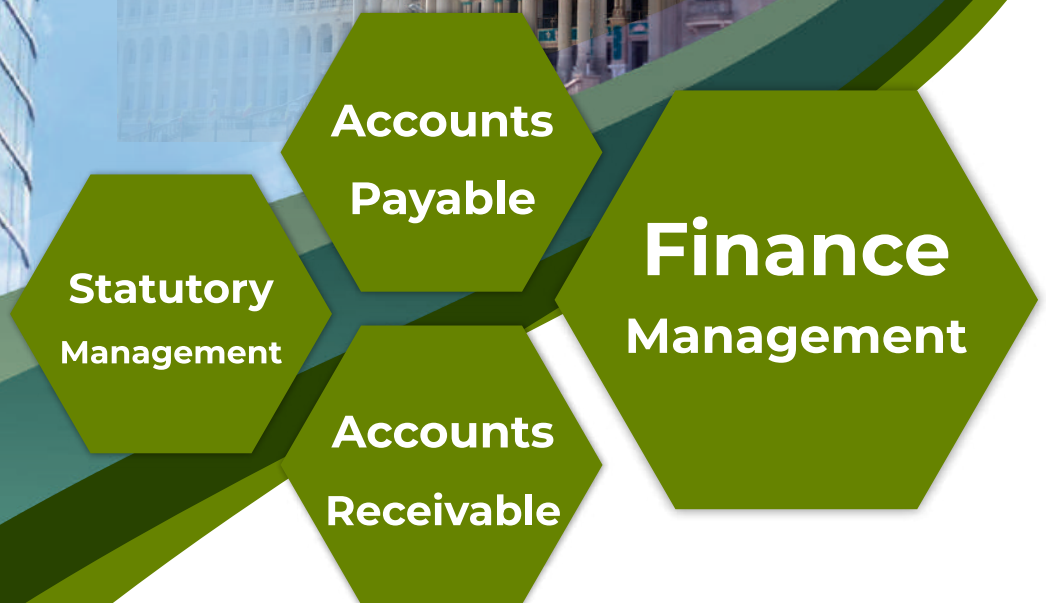 Accounts
Payable
Finance
Management
Statutory
Management
Accounts
Receivable